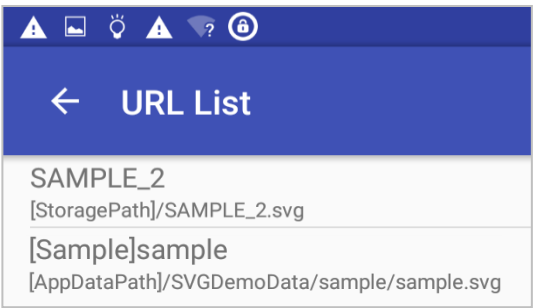 URL List
SAMPLE_2
[StoragePath]/SAMPLE_2.svg
[Sample]sample
[AppDataPath]/SVGDemoData/sample/sample.svg